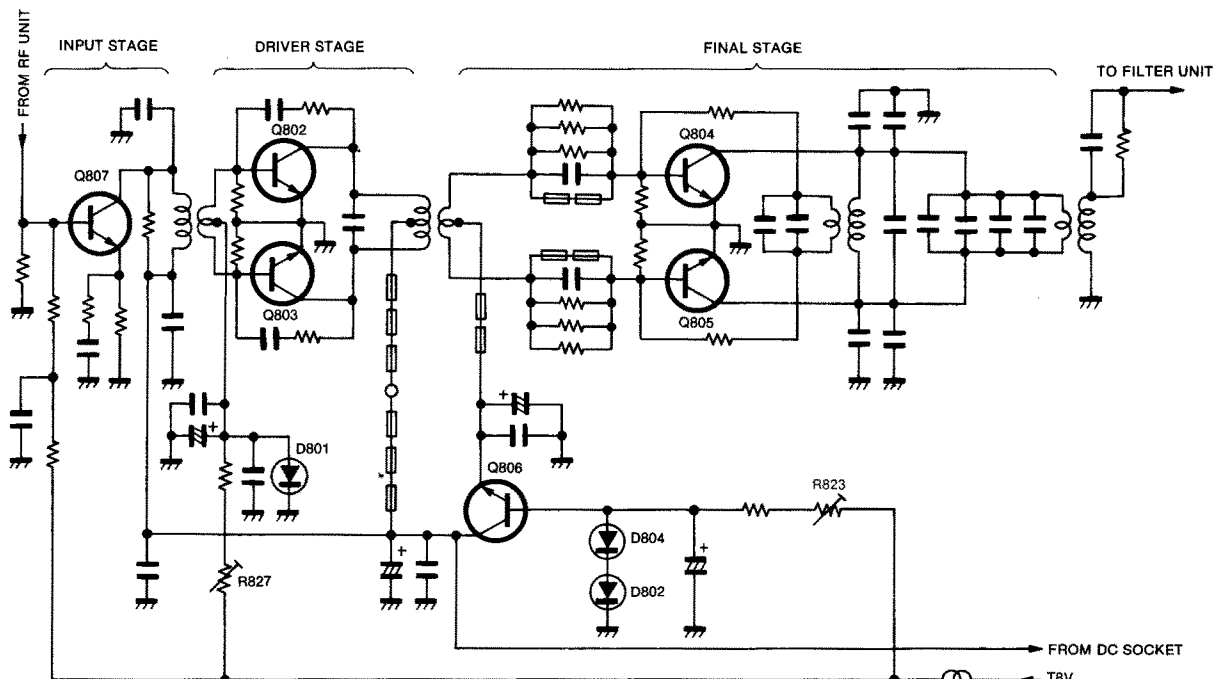 FROM RF UNIT
INPUT STAGE
DRIVER STAGE
FINAL STAGE
TO FILTER UNIT
Q802
Q804
Q807
Q803
Q805
+
+
D801
Q806
R823
+
D804
+
R827
D802
FROM DC SOCKET
T8V